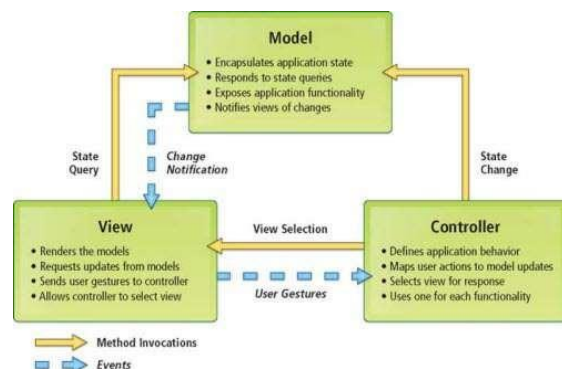 Model
• Encapsulates application state
• Responds to state queries
• Exposes application functionality
• Notifies views of changes
State
Query
Change
Notification
State
Change
View
• Renders the models
• Requests updates from models
• Sends user gestures to controller
• Allows controller to select view
View Selection
User Gestures
Controller
• Defines application behavior
• Maps user actions to model updates
• Selects view for response
• Uses one for each functionality
Method Invocations
Events